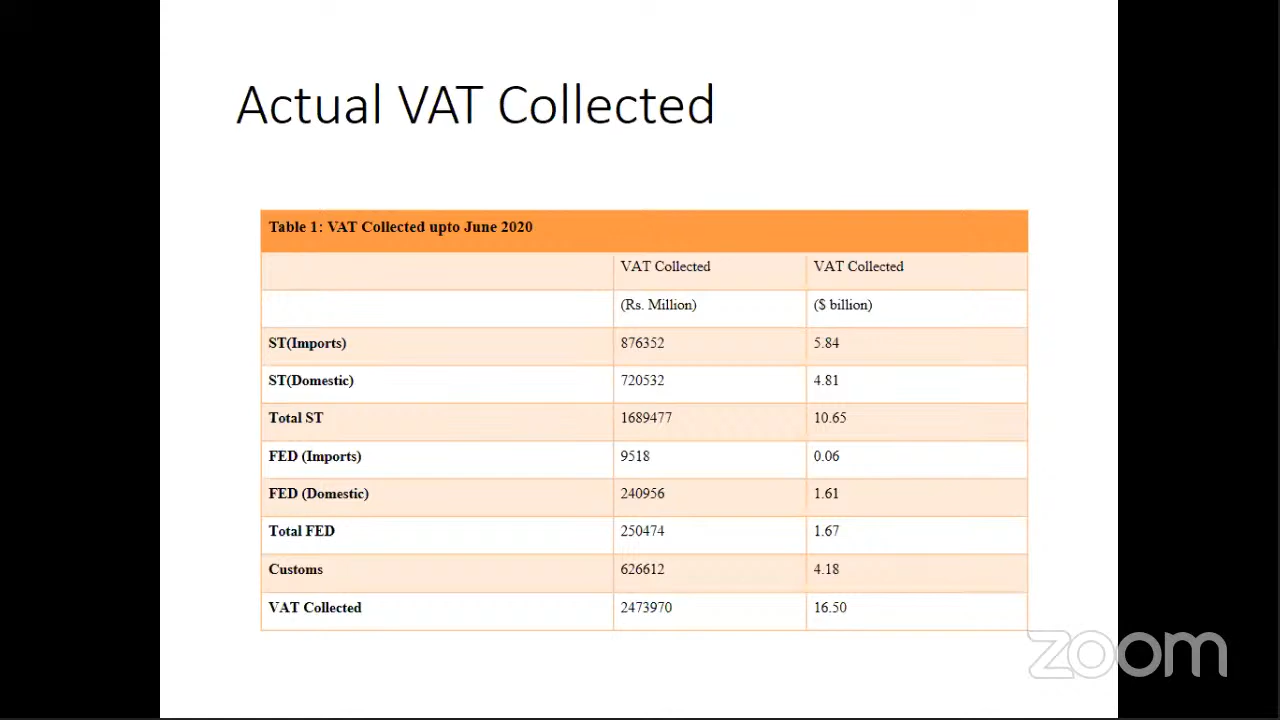 Actual VAT Collected
Table 1: VAT Collected upto June 2020
VAT Collected VAT Collected
(Rs. Million) ($ billion)
ST(Imports) 876352 5.84
ST(Domestic) 720532 4.81
Total ST 1689477 10.65
FED (Imports) 9518 0.06
FED (Domestic) 240956 1.61
Total FED 250474 1.67
Customs 626612 4.18
VAT Collected 2473970 16.50
zoom